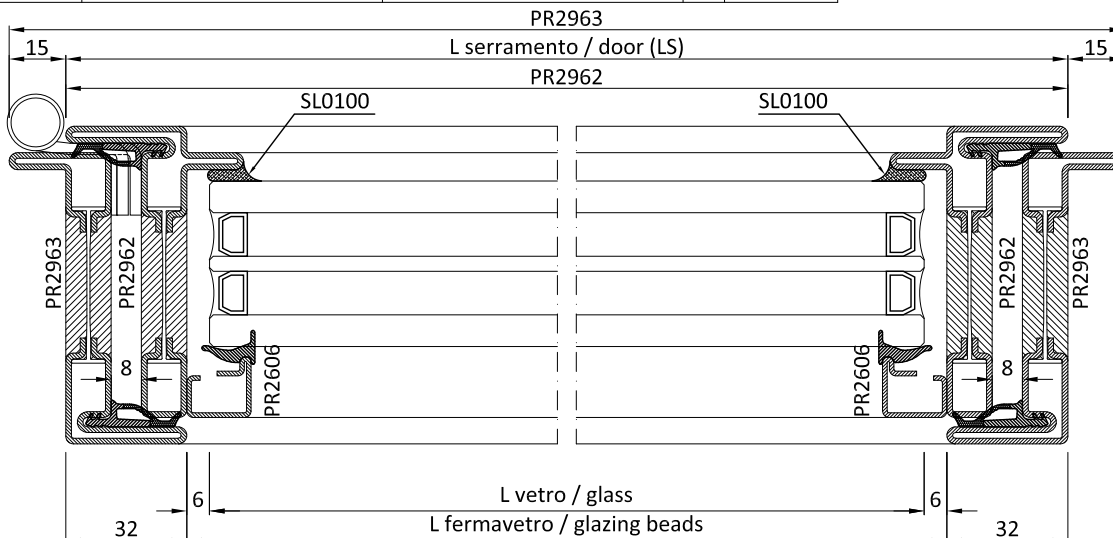 PR2963
15
L serramento / door (LS)
15
PR2962
SL0100
SL0100
PR2963
PR2962
PR2962
PR2963
8
PR2606
PR2606
8
6
L vetro / glass
6
32
L fermavetro / glazing beads
32